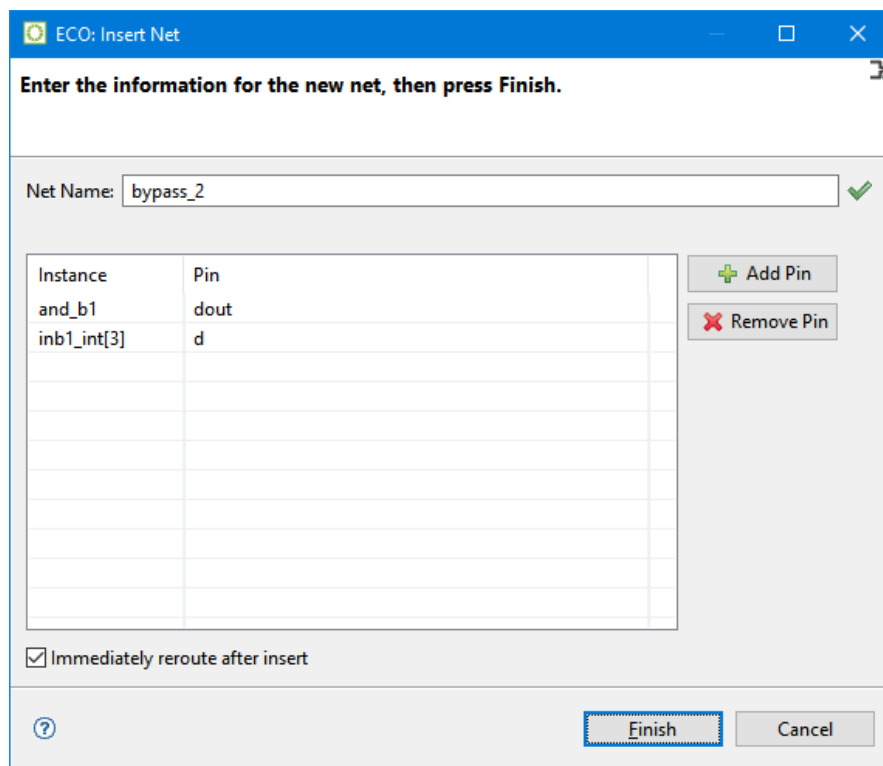 ECO: Insert Net
Enter the information for the new net, then press Finish.
Net Name: bypass_2
Instance Pin
Add Pin
and_b1 dout
Remove Pin
inb1_int[3] d
Immediately reroute after insert
Finish Cancel